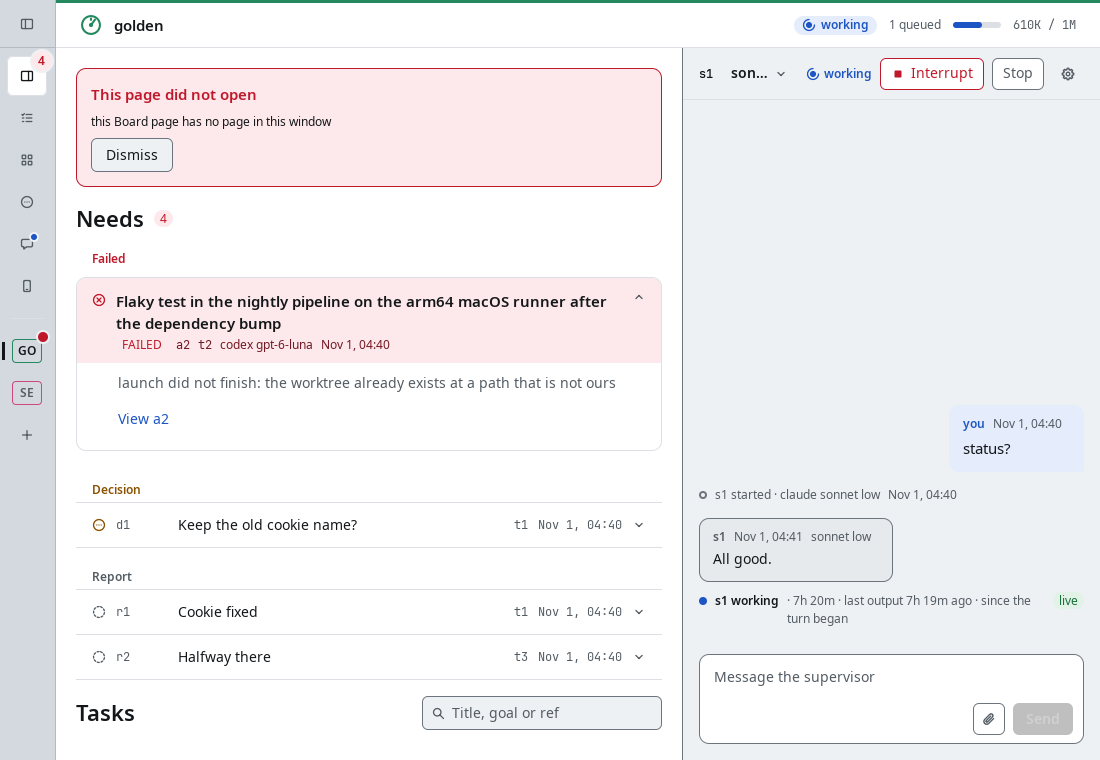 golden
working
1 queued
610K / 1M
4
GO
SE
This page did not open
this Board page has no page in this window
Dismiss
Needs 4
Failed
Flaky test in the nightly pipeline on the arm64 macOS runner after
the dependency bump
FAILED a2 t2 codex gpt-6-luna Nov 1, 04:40
launch did not finish: the worktree already exists at a path that is not ours
View a2
Decision
d1 Keep the old cookie name? t1 Nov 1, 04:40
Report
r1 Cookie fixed t1 Nov 1, 04:40
r2 Halfway there t3 Nov 1, 04:40
Tasks
Title, goal or ref
s1 son... working Interrupt Stop
you Nov 1, 04:40
status?
s1 started · claude sonnet low Nov 1, 04:40
s1 Nov 1, 04:41 sonnet low
All good.
s1 working · 7h 20m · last output 7h 19m ago · since the
turn began
live
Message the supervisor
Send